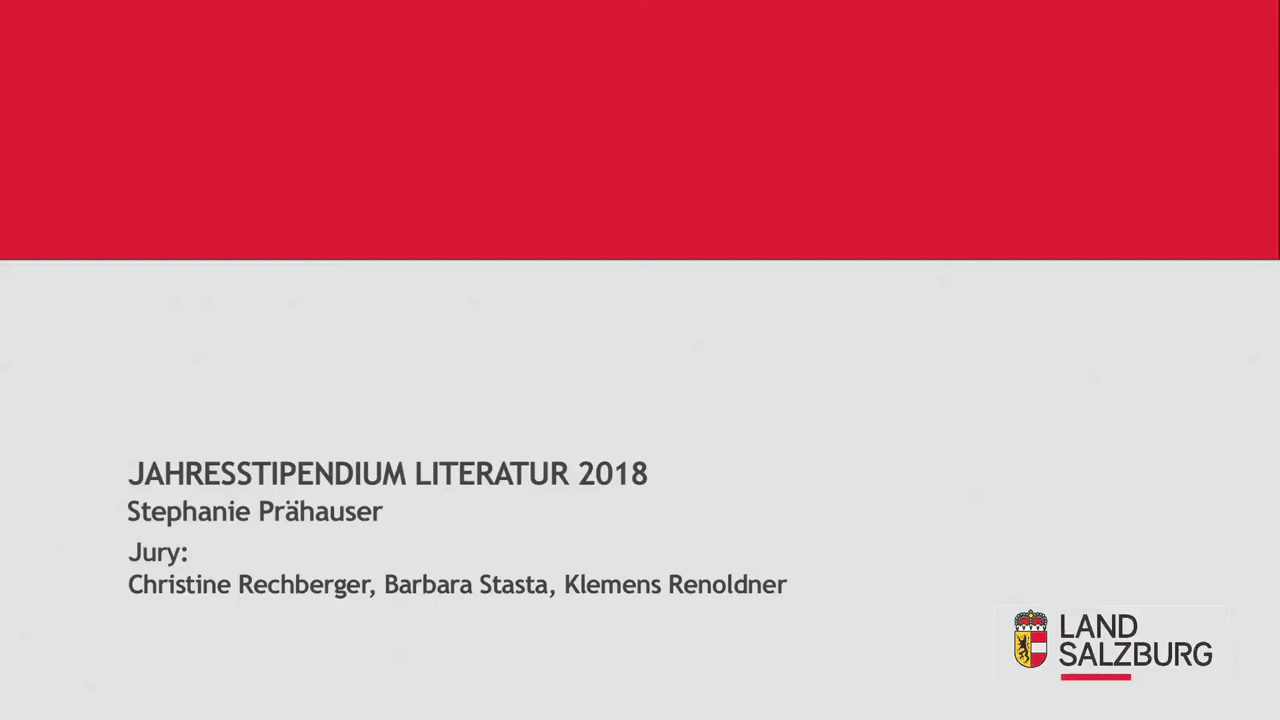 JAHRESSTIPENDIUM LITERATUR 2018
Stephanie Prähauser
Jury:
Christine Rechberger, Barbara Stasta, Klemens Renoldner
LAND
SALZBURG